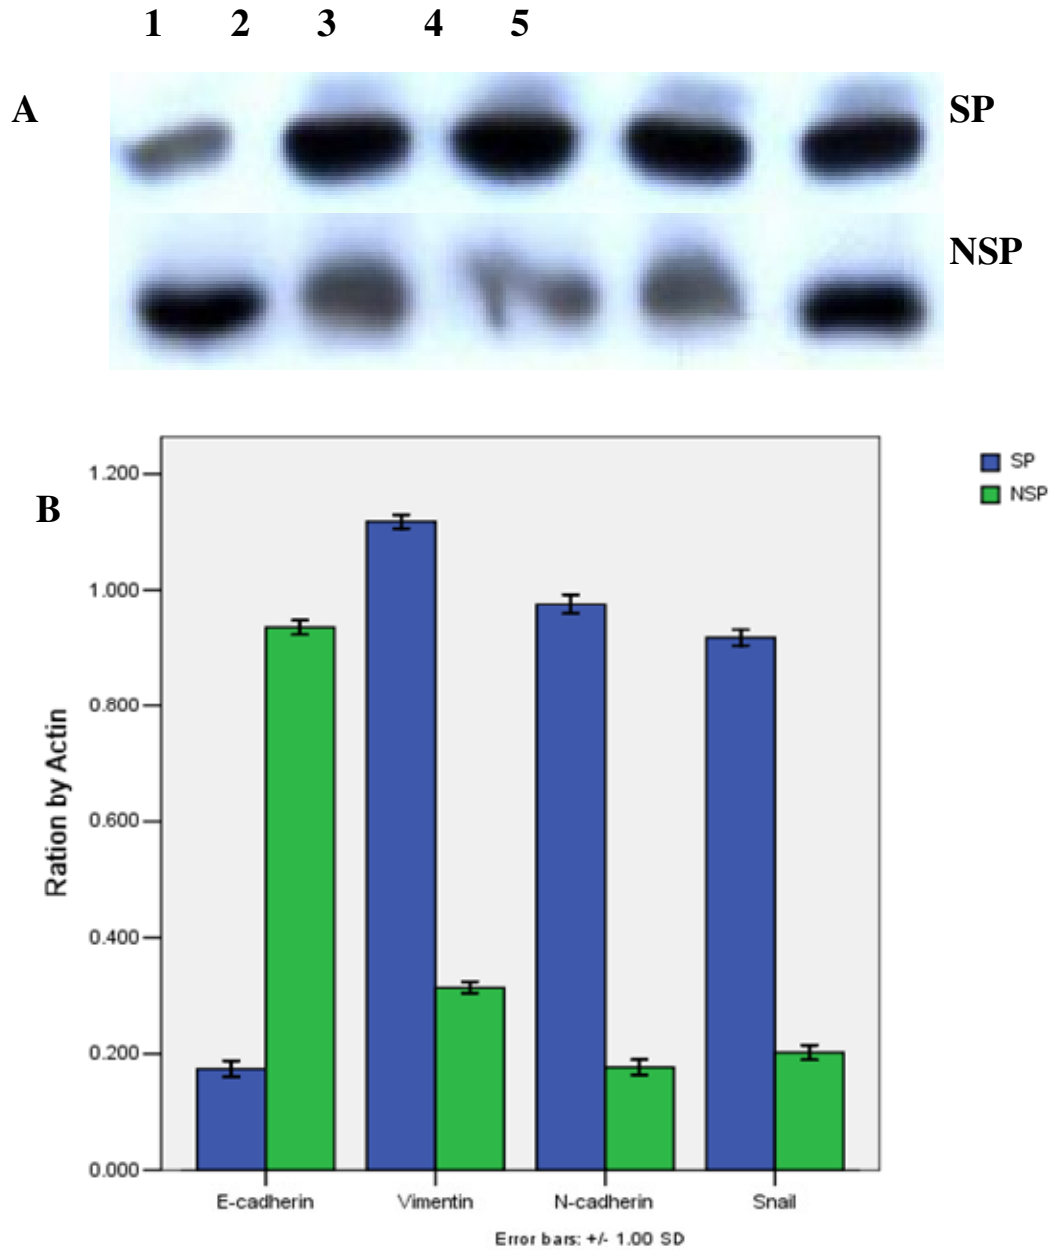 1 2 3 4 5
A
SP
NSP
B
SP
NSP
1.200
1.000
0.800
0.600
0.400
0.200
0.000
Ration by Actin
E-cadherin Vimentin N-cadherin Snail
Error bars: +/- 1.00 SD